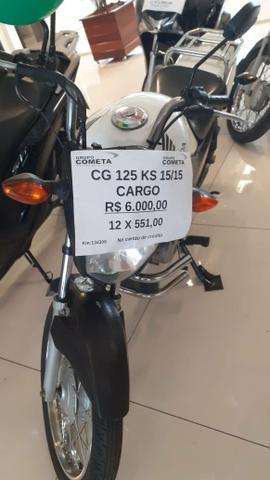 GRUPO GRUPO
COMETA COMETA
CG 125 KS 15/15
CARGO
R$ 6.000,00
12 X 551,00
No cartão de crédito